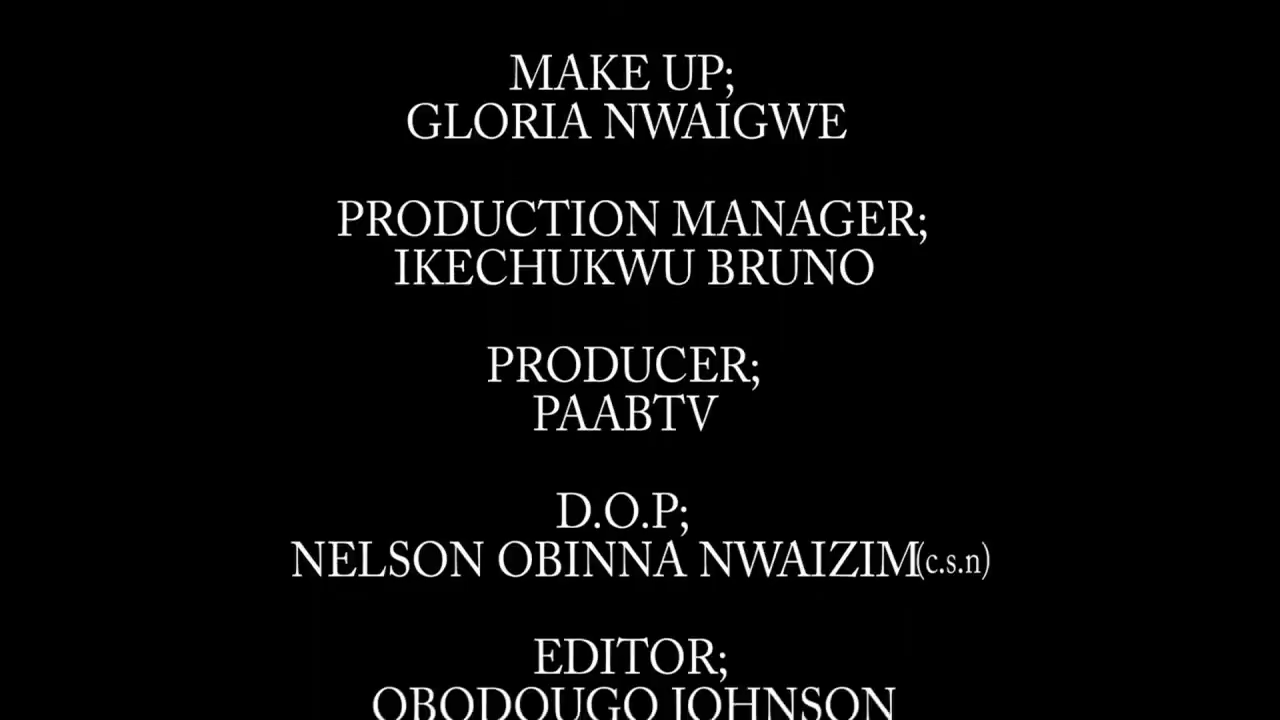 MAKE UP;
GLORIA NWAIGWE
PRODUCTION MANAGER;
IKECHUKWU BRUNO
PRODUCER;
PAABTV
D.O.P;
NELSON OBINNA NWAIZIM(c.s.n)
EDITOR;
OBODOUGO JOHNSON